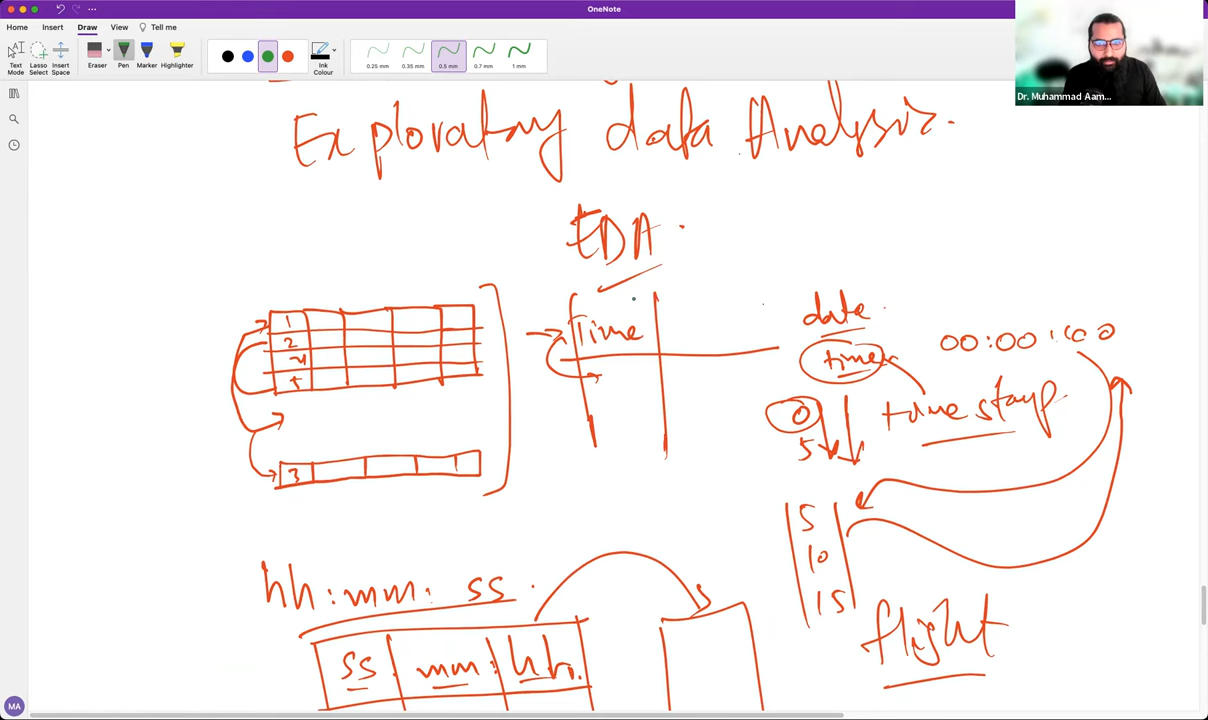 OneNote
Home Insert Draw View Tell me
Text Mode
Lasso Select
Insert Space
Eraser
Pen
Marker
Highlighter
Ink Colour
0.25 mm
0.35 mm
0.5 mm
0.7 mm
1 mm
Dr. Muhammad Aam...
Exploratory data Analysis.
EDA.
1
2
4
5
3
Time
date
time
00:00:00
time stamp
0
5
5
10
15
flight
hh:mm: ss
ss: mm: hh.
MA